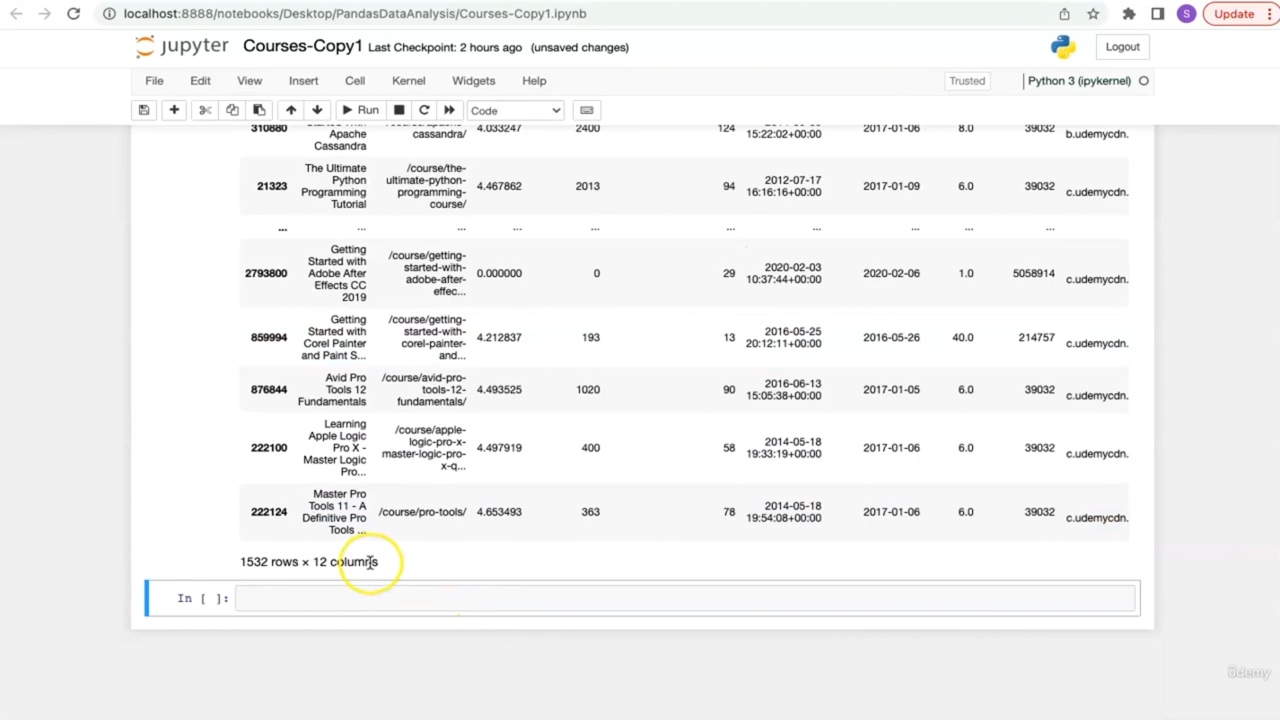 localhost:8888/notebooks/Desktop/PandasDataAnalysis/Courses-Copy1.ipynb
S
Update
jupyter Courses-Copy1 Last Checkpoint: 2 hours ago (unsaved changes)
Logout
File Edit View Insert Cell Kernel Widgets Help
Trusted
Python 3 (ipykernel)
Run
Code
310880
Apache
Cassandra
cassandra/
4.033247
2400
124
15:22:02+00:00
2017-01-06
8.0
39032
b.udemycdn.
21323
The Ultimate
Python
Programming
Tutorial
/course/the-
ultimate-python-
programming-
course/
4.467862
2013
94
2012-07-17
16:16:16+00:00
2017-01-09
6.0
39032
c.udemycdn.
... ... ... ... ... ... ... ... ... ...
2793800
Getting
Started with
Adobe After
Effects CC
2019
/course/getting-
started-with-
adobe-after-
effec...
0.000000
0
29
2020-02-03
10:37:44+00:00
2020-02-06
1.0
5058914
c.udemycdn.
859994
Getting
Started with
Corel Painter
and Paint S...
/course/getting-
started-with-
corel-painter-
and...
4.212837
193
13
2016-05-25
20:12:11+00:00
2016-05-26
40.0
214757
c.udemycdn.
876844
Avid Pro
Tools 12
Fundamentals
/course/avid-pro-
tools-12-
fundamentals/
4.493525
1020
90
2016-06-13
15:05:38+00:00
2017-01-05
6.0
39032
c.udemycdn.
222100
Learning
Apple Logic
Pro X -
Master Logic
Pro...
/course/apple-
logic-pro-x-
master-logic-pro-
x-q...
4.497919
400
58
2014-05-18
19:33:19+00:00
2017-01-06
6.0
39032
c.udemycdn.
222124
Master Pro
Tools 11 - A
Definitive Pro
Tools ...
/course/pro-tools/
4.653493
363
78
2014-05-18
19:54:08+00:00
2017-01-06
6.0
39032
c.udemycdn.
1532 rows × 12 columns
In [ ]:
ûdemy